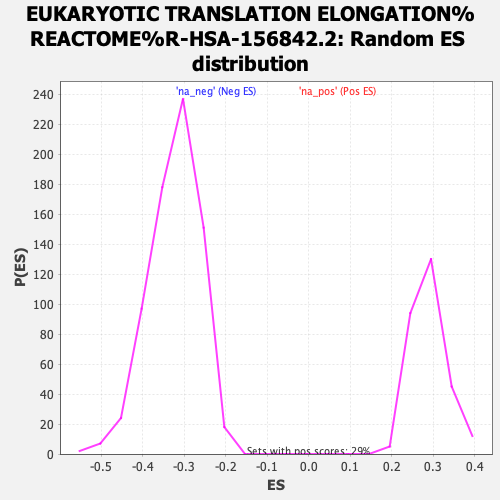 EUKARYOTIC TRANSLATION ELONGATION%
REACTOME%R-HSA-156842.2: Random ES
distribution
'na_neg' (Neg ES)
'na_pos' (Pos ES)
240
220
200
180
160
140
120
100
80
60
40
20
0
P(ES)
Sets with pos scores: 29%
-0.5
-0.4
-0.3
-0.2
-0.1
0.0
0.1
0.2
0.3
0.4
ES